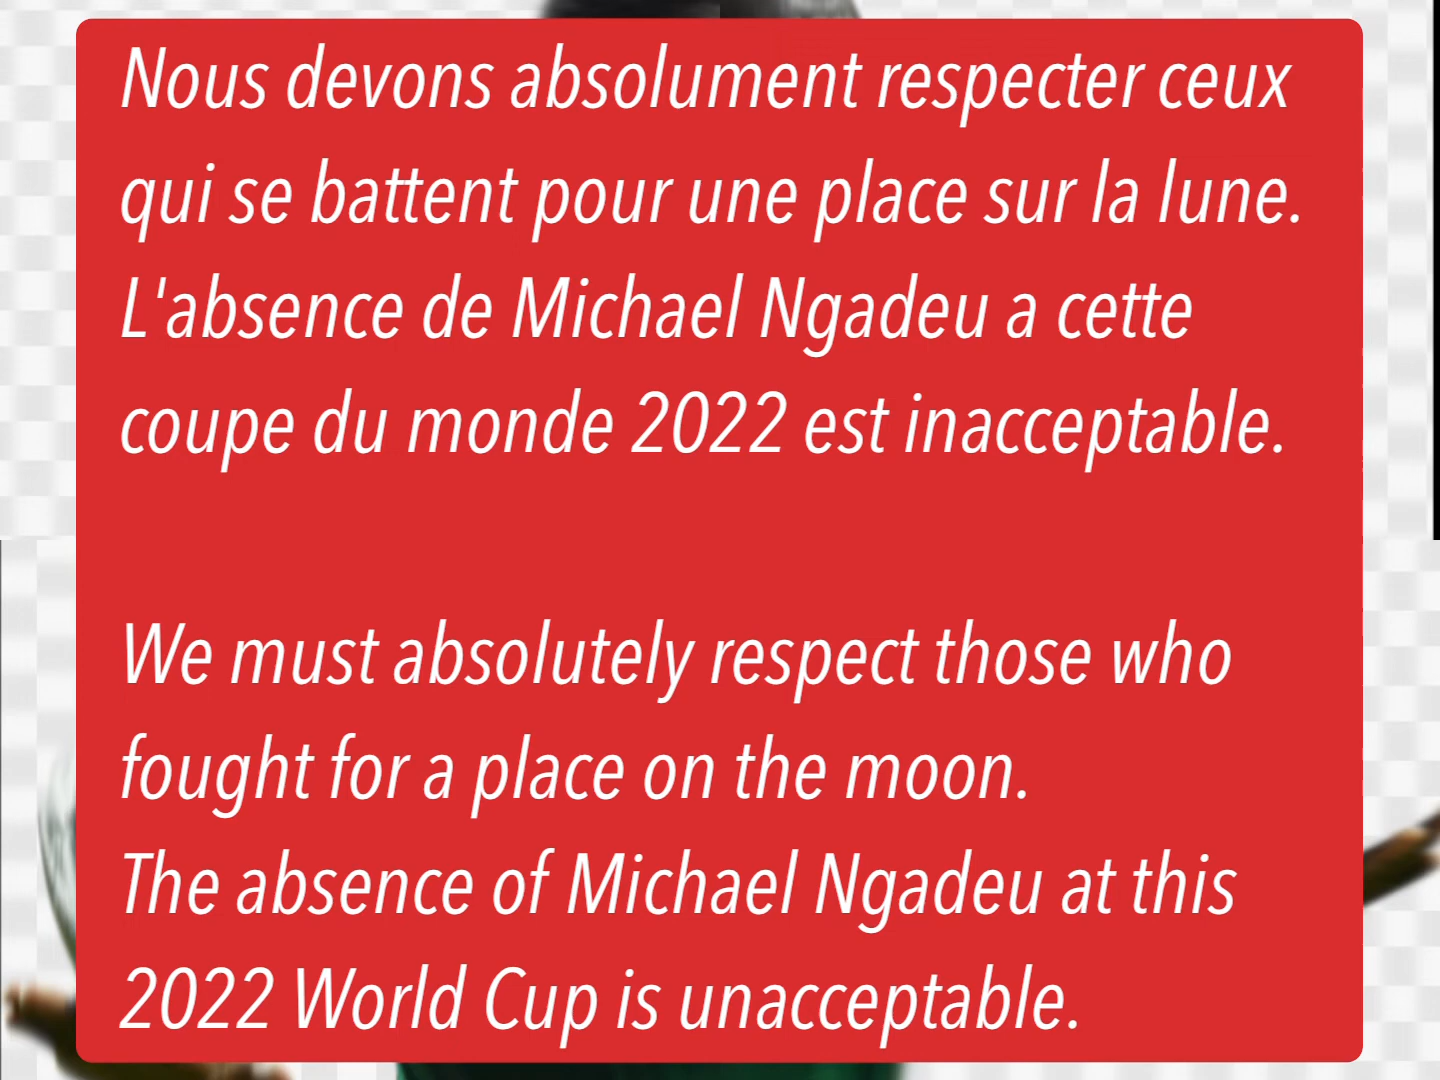 Nous devons absolument respecter ceux
qui se battent pour une place sur la lune.
L'absence de Michael Ngadeu a cette
coupe du monde 2022 est inacceptable.
We must absolutely respect those who
fought for a place on the moon.
The absence of Michael Ngadeu at this
2022 World Cup is unacceptable.